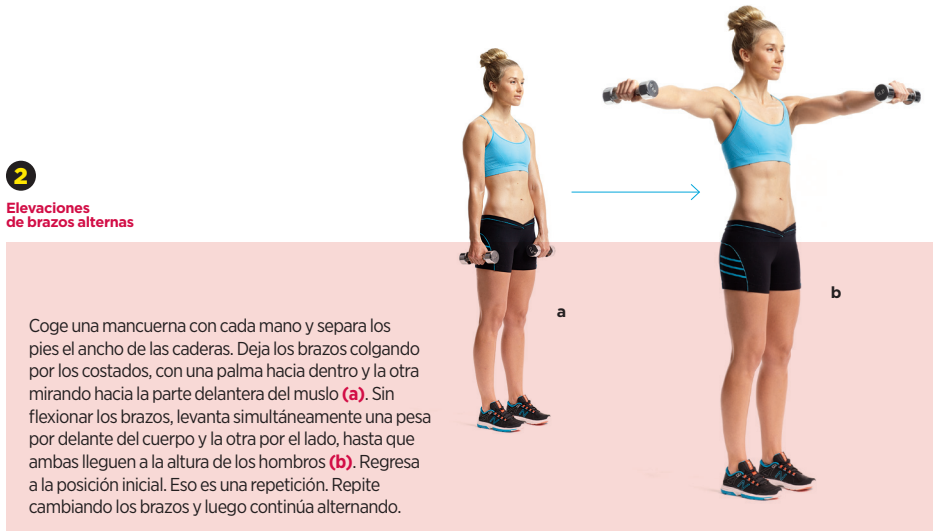 2
Elevaciones
de brazos alternas
Coge una mancuerna con cada mano y separa los
pies el ancho de las caderas. Deja los brazos colgando
por los costados, con una palma hacia dentro y la otra
mirando hacia la parte delantera del muslo (a). Sin
flexionar los brazos, levanta simultáneamente una pesa
por delante del cuerpo y la otra por el lado, hasta que
ambas lleguen a la altura de los hombros (b). Regresa
a la posición inicial. Eso es una repetición. Repite
cambiando los brazos y luego continúa alternando.
a
b